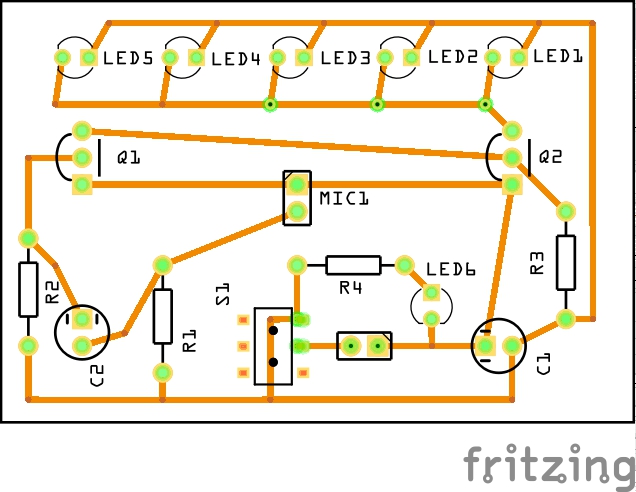 LED5 LED4 LED3 LED2 LED1
Q1 Q2
MIC1
R3
LED6
R2 S1 R4
R1
C2 C1
fritzing